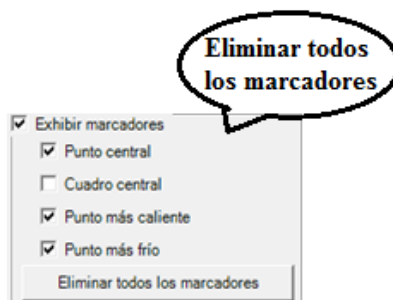 Eliminar todos
los marcadores
Exhibir marcadores
Punto central
Cuadro central
Punto más caliente
Punto más frío
Eliminar todos los marcadores